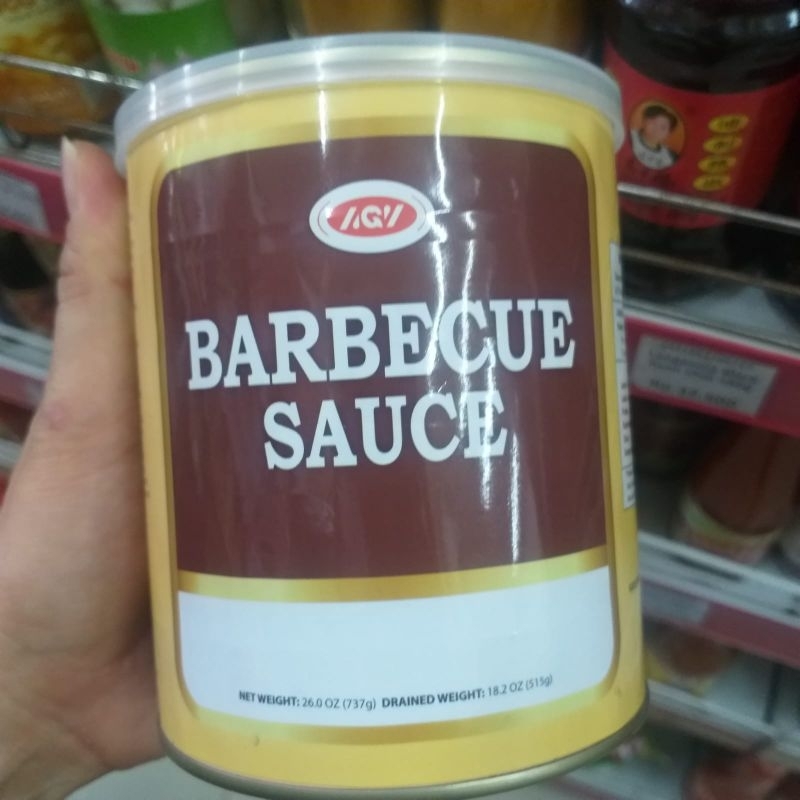 AGV
BARBECUE
SAUCE
NET WEIGHT: 26.0 OZ (737g) DRAINED WEIGHT: 18.2 OZ (515g)